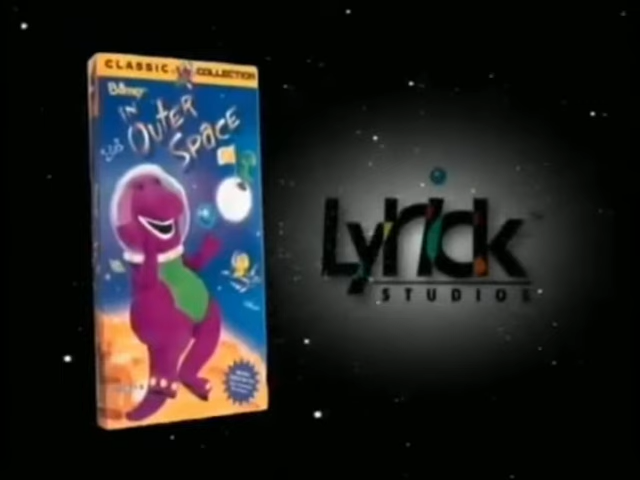 CLASSIC COLLECTION
Barney
IN
Outer
Space
Lyrick
STUDIOS